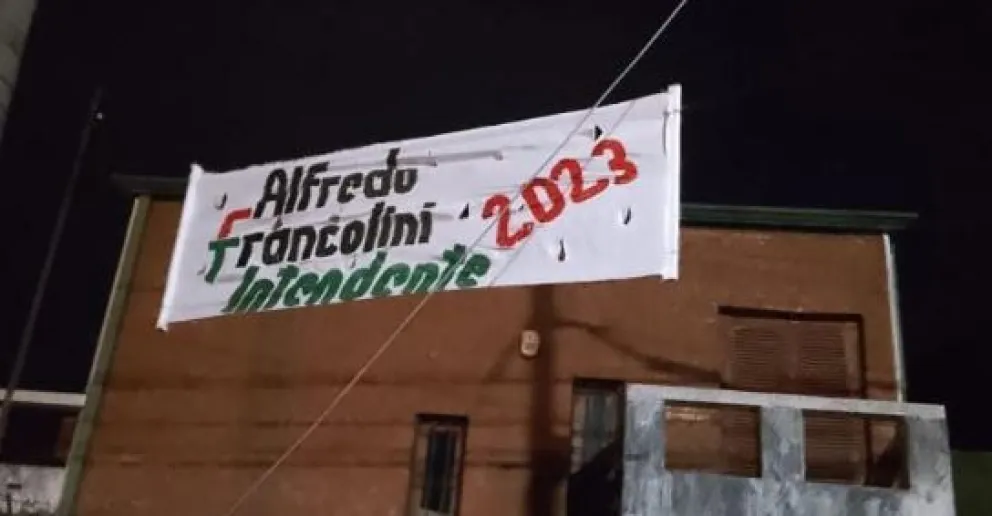 Alfredo
Francolini
Intendente
2023